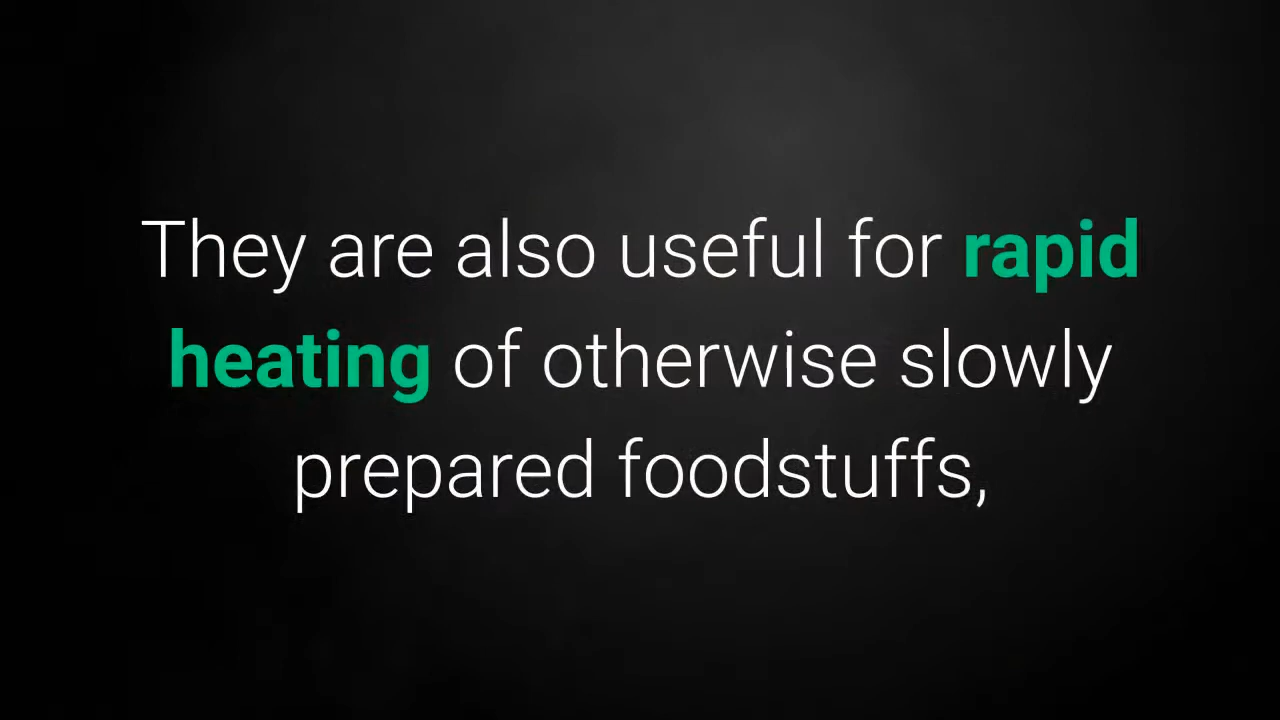 They are also useful for rapid
heating of otherwise slowly
prepared foodstuffs,